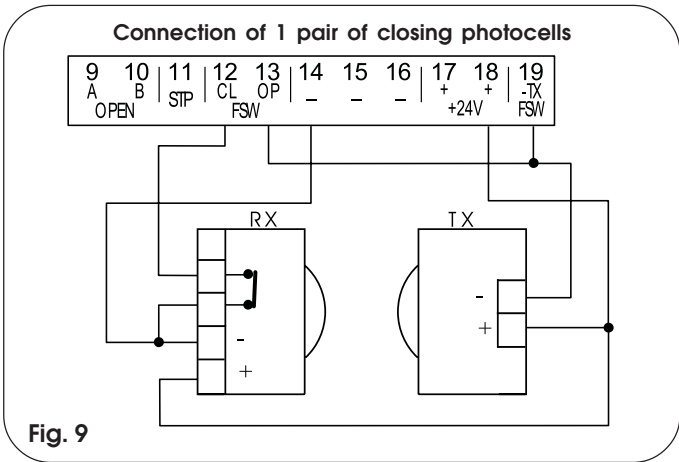 Connection of 1 pair of closing photocells
9 10 11 12 13 14 15 16 17 18 19
A B STP CL OP _ _ _ + + -TX
OPEN FSW +24V FSW
RX TX
-
+
-
+
Fig. 9